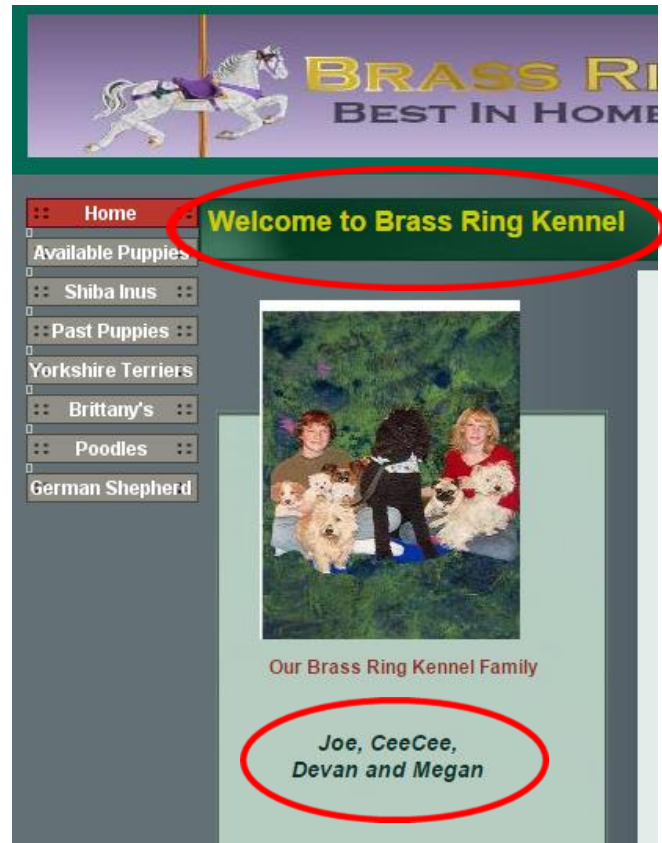 BRASS
BEST IN HOME
Home
Welcome to Brass Ring Kennel
Available Puppies
Shiba Inus
Past Puppies
Yorkshire Terriers
Brittany's
Poodles
German Shepherd
Our Brass Ring Kennel Family
Joe, CeeCee,
Devan and Megan